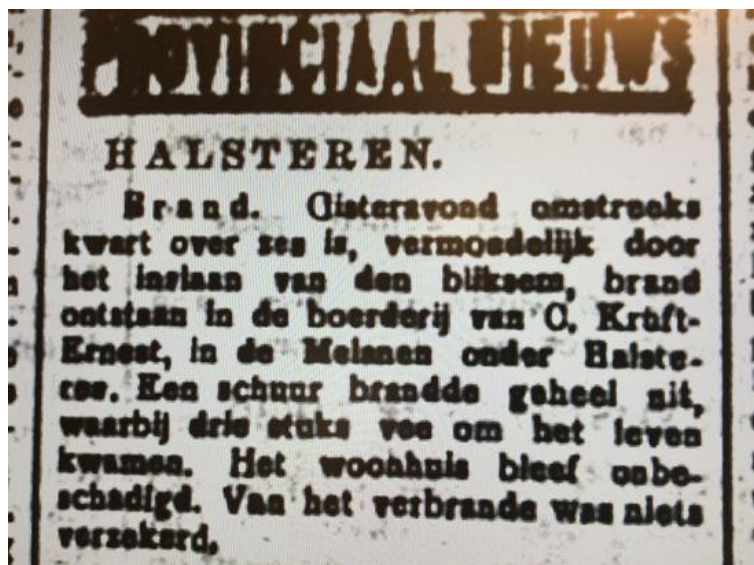 PROVINCIAAL NIEUWS
HALSTEREN.
Brand. Gisteravond omstreeks
kwart over zes is, vermoedelijk door
het inslaan van den bliksem, brand
ontstaan in de boerderij van C.
Ernest, in de Melanen onder Halste-
ren. Een schuur brandde geheel uit,
waarbij drie stuks vee om het leven
kwamen. Het woonhuis bleef onbe-
schadigd. Van het verbrande was niets
verzekerd.